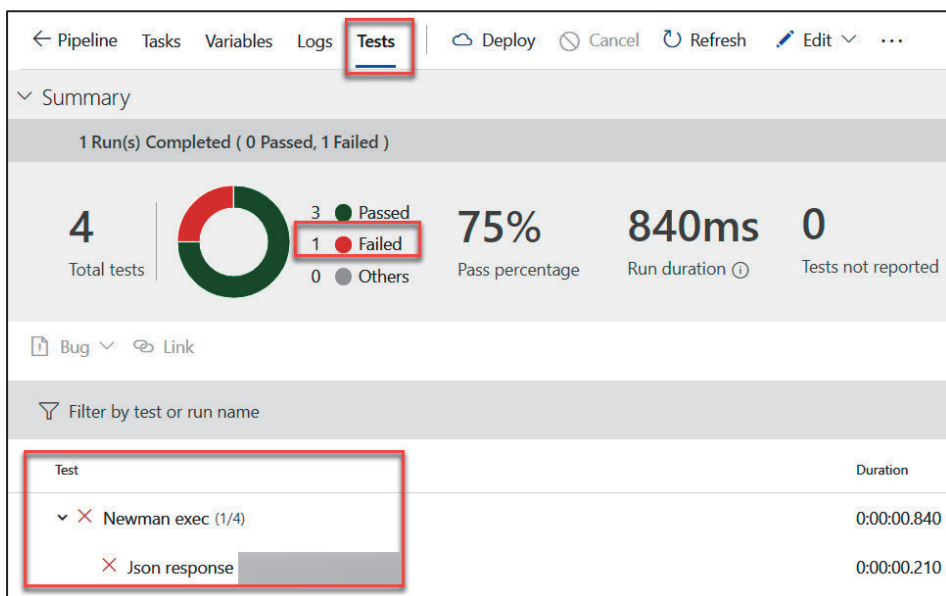 Pipeline Tasks Variables Logs Tests Deploy Cancel Refresh Edit ...
Summary
1 Run(s) Completed ( 0 Passed, 1 Failed )
4
Total tests
3 Passed
1 Failed
0 Others
75%
Pass percentage
840ms
Run duration
0
Tests not reported
Bug Link
Filter by test or run name
Test Duration
Newman exec (1/4) 0:00:00.840
Json response 0:00:00.210